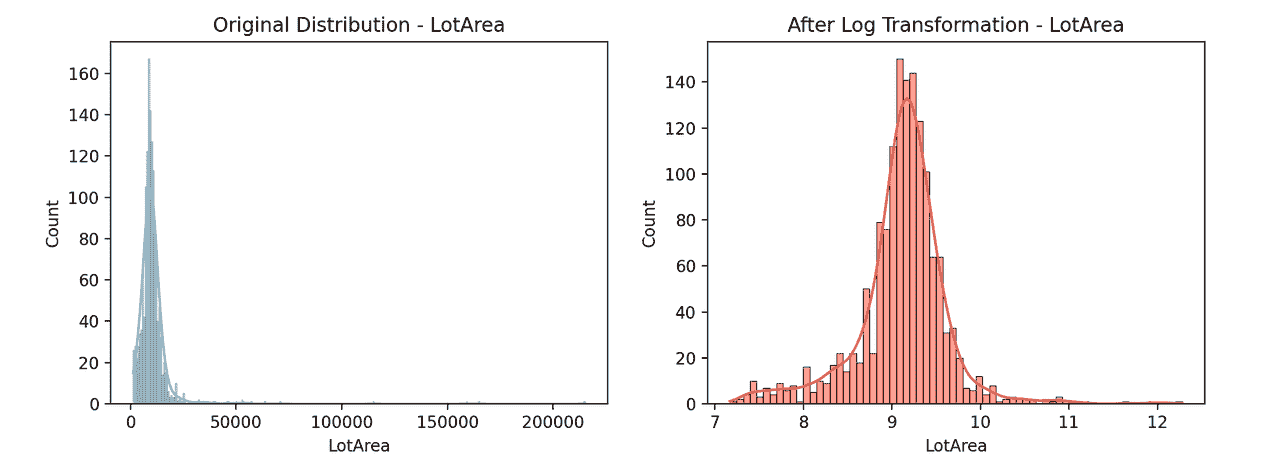 Original Distribution - LotArea
160
140
120
100
80
60
40
20
0
Count
0 50000 100000 150000 200000
LotArea
After Log Transformation - LotArea
140
120
100
80
60
40
20
0
Count
7 8 9 10 11 12
LotArea